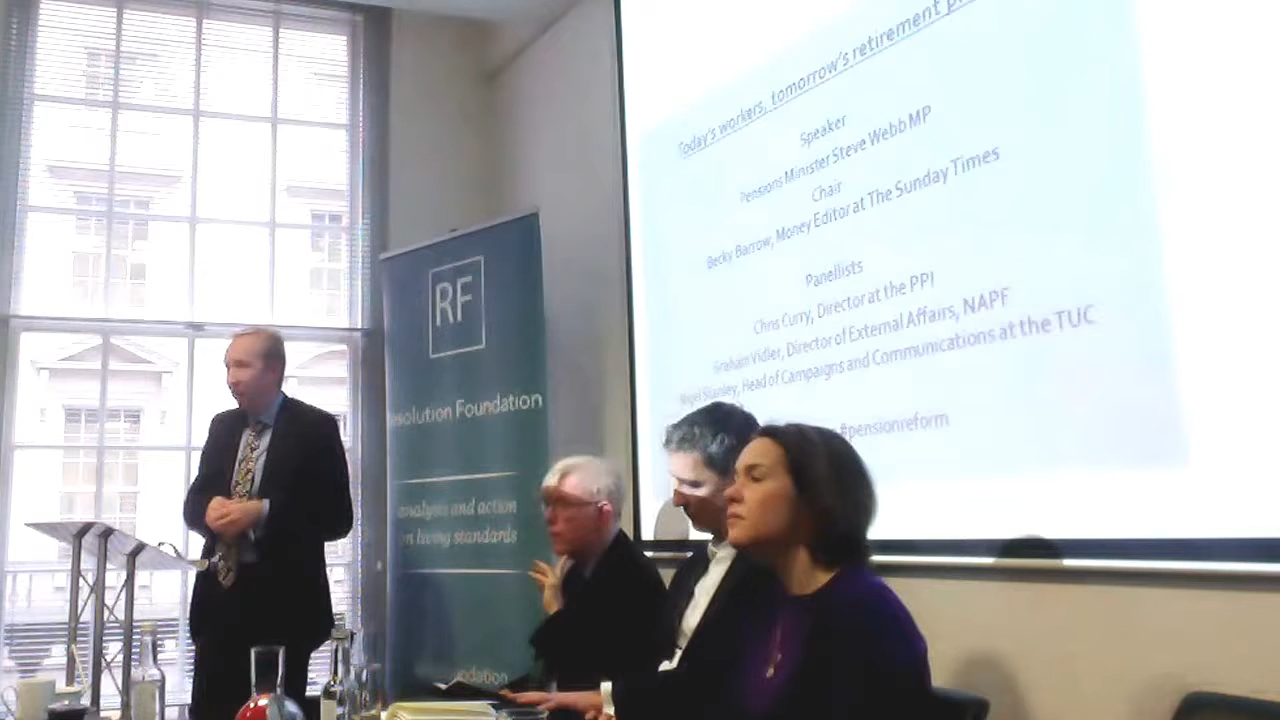 RF
esolution Foundation
analysis and action
on living standards
ndation
Today's workers, tomorrow's retirement
Speaker
Pensions Minister Steve Webb MP
Chair
Becky Barrow, Money Editor at The Sunday Times
Panellists
Chris Curry, Director at the PPI
Graham Vidler, Director of External Affairs, NAPF
Nigel Stanley, Head of Campaigns and Communications at the TUC
#pensionreform